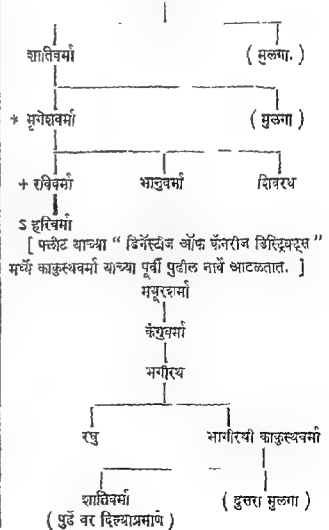 शांतिवर्मा ( मुलगा. )
* मृगेशवर्मा ( मुलगा )
+ रविवर्मा भानुवर्मा शिवरथ
S हरिवर्मा
[ फ्लीट याच्या “ डिनॅस्टीज ऑफ कॅनरीज डिस्ट्रिक्ट्स ”
मध्यें काकुस्थवर्मा याच्या पूर्वी पुढील नावें आढळतात. ]
मयूरशर्मा
कंगुवर्मा
भगीरथ
रघु भागीरथी काकुस्थवर्मा
शांतिवर्मा ( दुसरा मुलगा )
( पुढें वर दिल्याप्रमाणे )